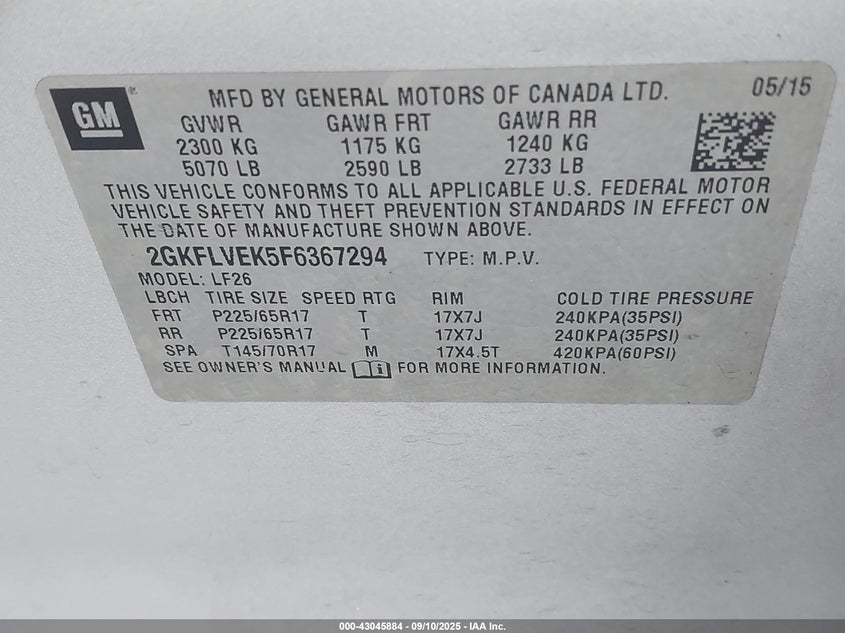 GM ® MFD BY GENERAL MOTORS OF CANADA LTD. 05/15
GVWR GAWR FRT GAWR RR
2300 KG 1175 KG 1240 KG
5070 LB 2590 LB 2733 LB
THIS VEHICLE CONFORMS TO ALL APPLICABLE U.S. FEDERAL MOTOR
VEHICLE SAFETY AND THEFT PREVENTION STANDARDS IN EFFECT ON
THE DATE OF MANUFACTURE SHOWN ABOVE.
2GKFLVEK5F6367294 TYPE: M.P.V.
MODEL: LF26
LBCH TIRE SIZE SPEED RTG RIM COLD TIRE PRESSURE
FRT P225/65R17 T 17X7J 240KPA(35PSI)
RR P225/65R17 T 17X7J 240KPA(35PSI)
SPA T145/70R17 M 17X4.5T 420KPA(60PSI)
SEE OWNER'S MANUAL i FOR MORE INFORMATION.
000-43045884 - 09/10/2025 - IAA Inc.